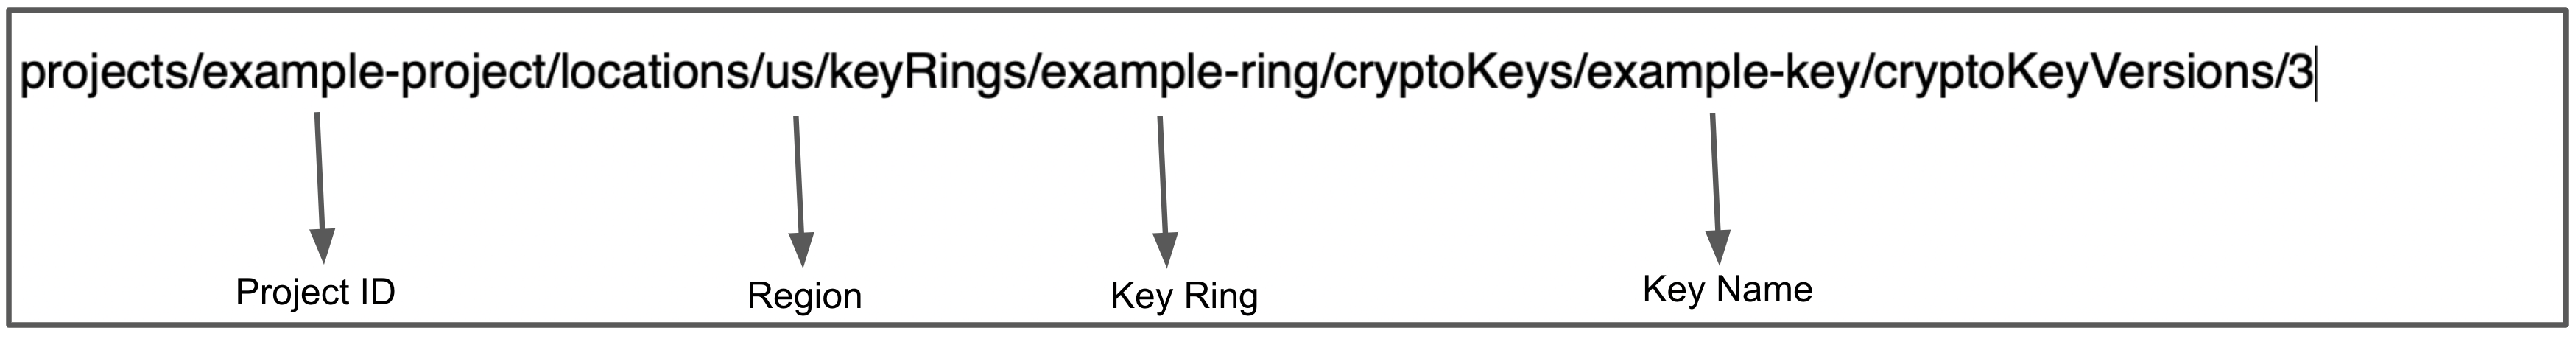 projects/example-project/locations/us/keyRings/example-ring/cryptoKeys/example-key/cryptoKeyVersions/3
Project ID
Region
Key Ring
Key Name